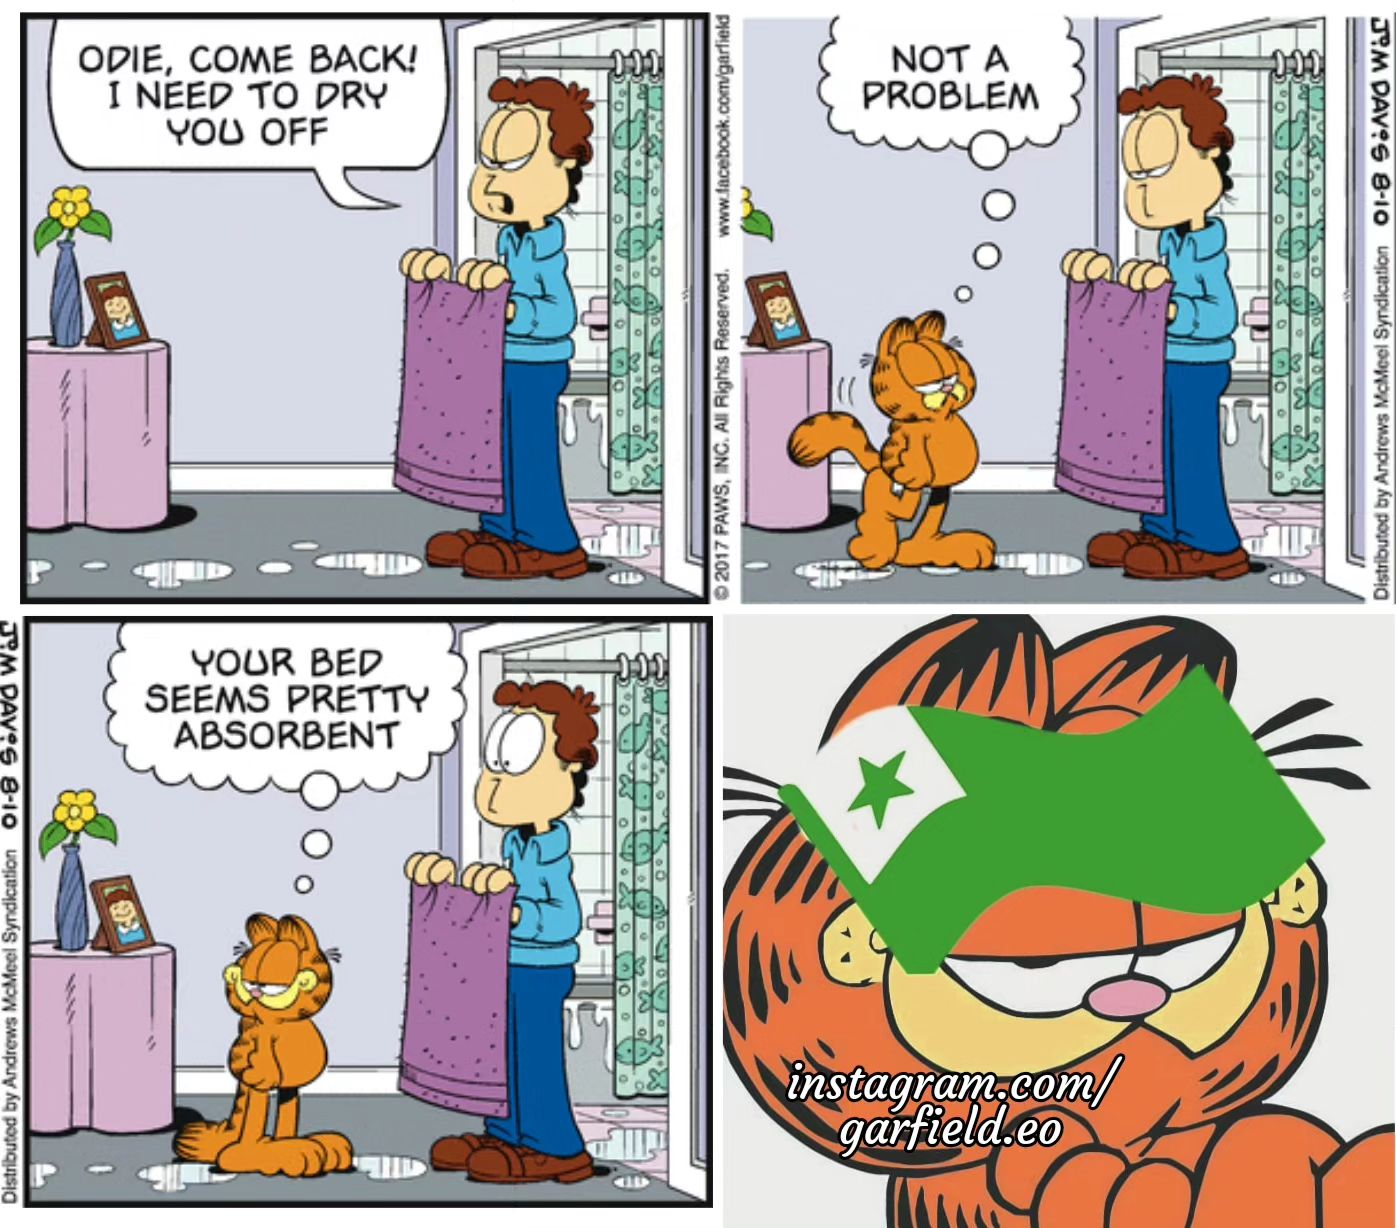 ODIE, COME BACK!
I NEED TO DRY
YOU OFF
© 2017 PAWS, INC. All Rights Reserved. www.facebook.com/garfield
NOT A
PROBLEM
Distributed by Andrews McMeel Syndication 8-10 JIM DAVIS
Distributed by Andrews McMeel Syndication 8-10 JIM DAVIS
YOUR BED
SEEMS PRETTY
ABSORBENT
instagram.com/
garfield.eo